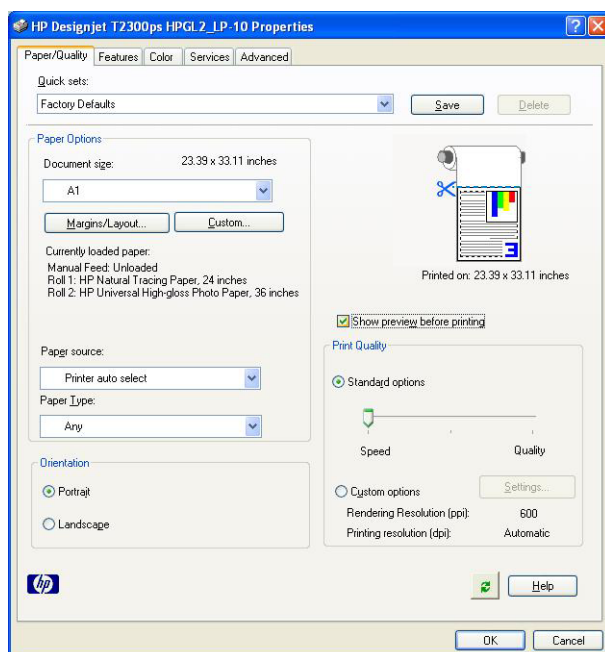 HP Designjet T2300ps HPGL2_LP-10 Properties
Paper/Quality Features Color Services Advanced
Quick sets:
Factory Defaults
Save
Delete
Paper Options
Document size: 23.39 x 33.11 inches
A1
Margins/Layout...
Custom...
Currently loaded paper:
Manual Feed: Unloaded
Roll 1: HP Natural Tracing Paper, 24 inches
Roll 2: HP Universal High-gloss Photo Paper, 36 inches
Paper source:
Printer auto select
Paper Type:
Any
Orientation
Portrait
Landscape
3
Printed on: 23.39 x 33.11 inches
Show preview before printing
Print Quality
Standard options
Speed Quality
Custom options
Settings...
Rendering Resolution (ppi): 600
Printing resolution (dpi): Automatic
hp
Help
OK
Cancel